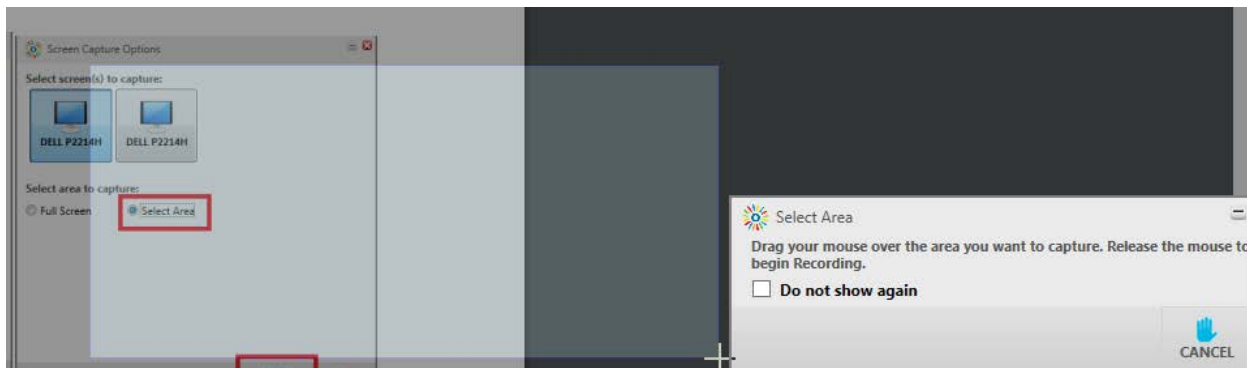 Screen Capture Options
Select screen(s) to capture:
DELL P2214H
DELL P2214H
Select area to capture:
Full Screen
Select Area
Select Area
Drag your mouse over the area you want to capture. Release the mouse to
begin Recording.
Do not show again
CANCEL